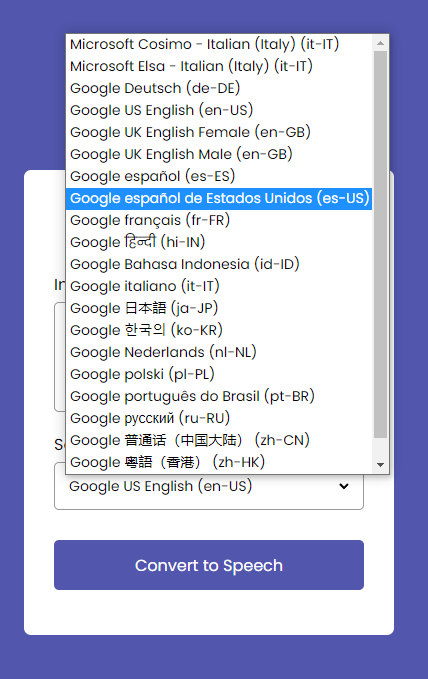 Microsoft Cosimo - Italian (Italy) (it-IT)
Microsoft Elsa - Italian (Italy) (it-IT)
Google Deutsch (de-DE)
Google US English (en-US)
Google UK English Female (en-GB)
Google UK English Male (en-GB)
Google español (es-ES)
Google español de Estados Unidos (es-US)
Google français (fr-FR)
Google हिन्दी (hi-IN)
Google Bahasa Indonesia (id-ID)
Google italiano (it-IT)
Google 日本語 (ja-JP)
Google 한국의 (ko-KR)
Google Nederlands (nl-NL)
Google polski (pl-PL)
Google português do Brasil (pt-BR)
Google русский (ru-RU)
Google 普通话（中国大陆） (zh-CN)
Google 粤語（香港） (zh-HK)
Google US English (en-US)
Convert to Speech